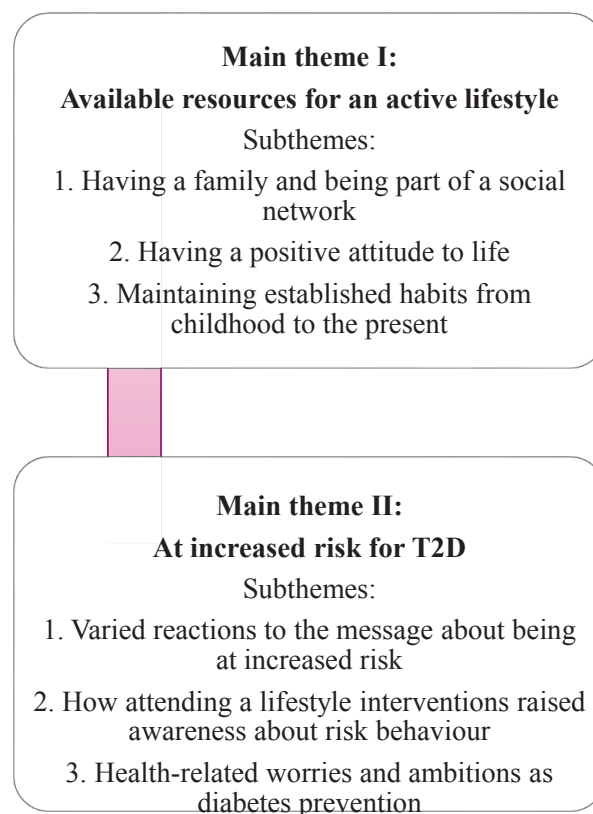 Main theme I:
Available resources for an active lifestyle
Subthemes:
1. Having a family and being part of a social
network
2. Having a positive attitude to life
3. Maintaining established habits from
childhood to the present
Main theme II:
At increased risk for T2D
Subthemes:
1. Varied reactions to the message about being
at increased risk
2. How attending a lifestyle interventions raised
awareness about risk behaviour
3. Health-related worries and ambitions as
diabetes prevention